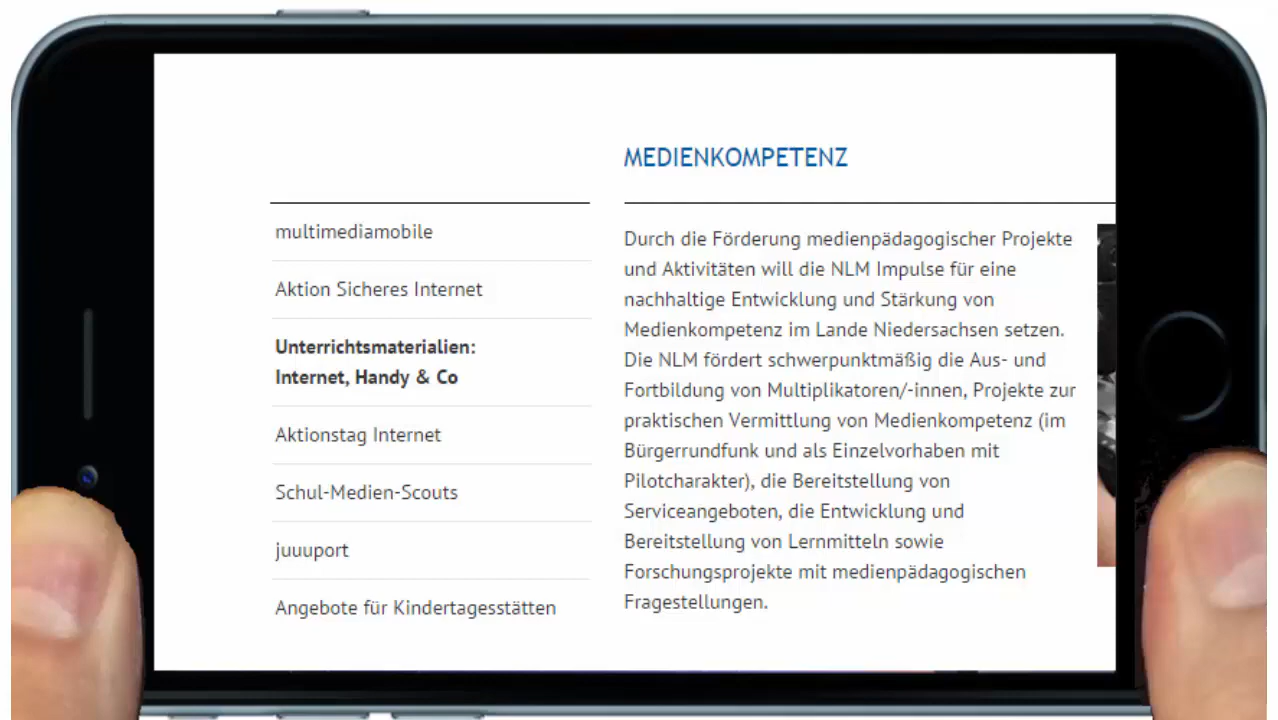 MEDIENKOMPETENZ
multimediamobile
Aktion Sicheres Internet
Unterrichtsmaterialien:
Internet, Handy & Co
Aktionstag Internet
Schul-Medien-Scouts
juuuport
Angebote für Kindertagesstätten
Durch die Förderung medienpädagogischer Projekte
und Aktivitäten will die NLM Impulse für eine
nachhaltige Entwicklung und Stärkung von
Medienkompetenz im Lande Niedersachsen setzen.
Die NLM fördert schwerpunktmäßig die Aus- und
Fortbildung von Multiplikatoren/-innen, Projekte zur
praktischen Vermittlung von Medienkompetenz (im
Bürgerrundfunk und als Einzelvorhaben mit
Pilotcharakter), die Bereitstellung von
Serviceangeboten, die Entwicklung und
Bereitstellung von Lernmitteln sowie
Forschungsprojekte mit medienpädagogischen
Fragestellungen.